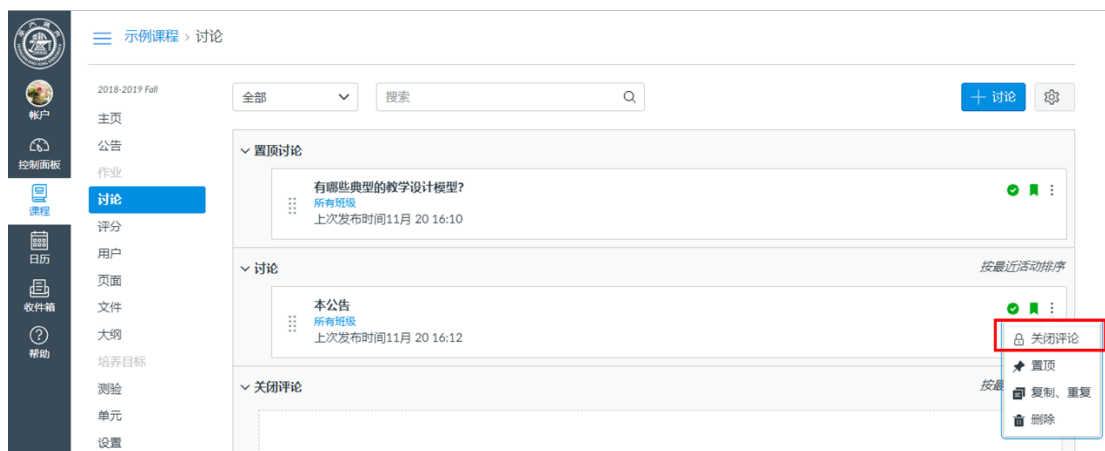 示例课程 › 讨论
帐户
控制面板
课程
日历
收件箱
帮助
2018-2019 Fall
主页
公告
作业
讨论
评分
用户
页面
文件
大纲
培养目标
测验
单元
设置
全部
搜索
+ 讨论
置顶讨论
有哪些典型的教学设计模型?
所有班级
上次发布时间11月 20 16:10
讨论
按最近活动排序
本公告
所有班级
上次发布时间11月 20 16:12
关闭评论
置顶
复制、重复
删除
关闭评论
按最